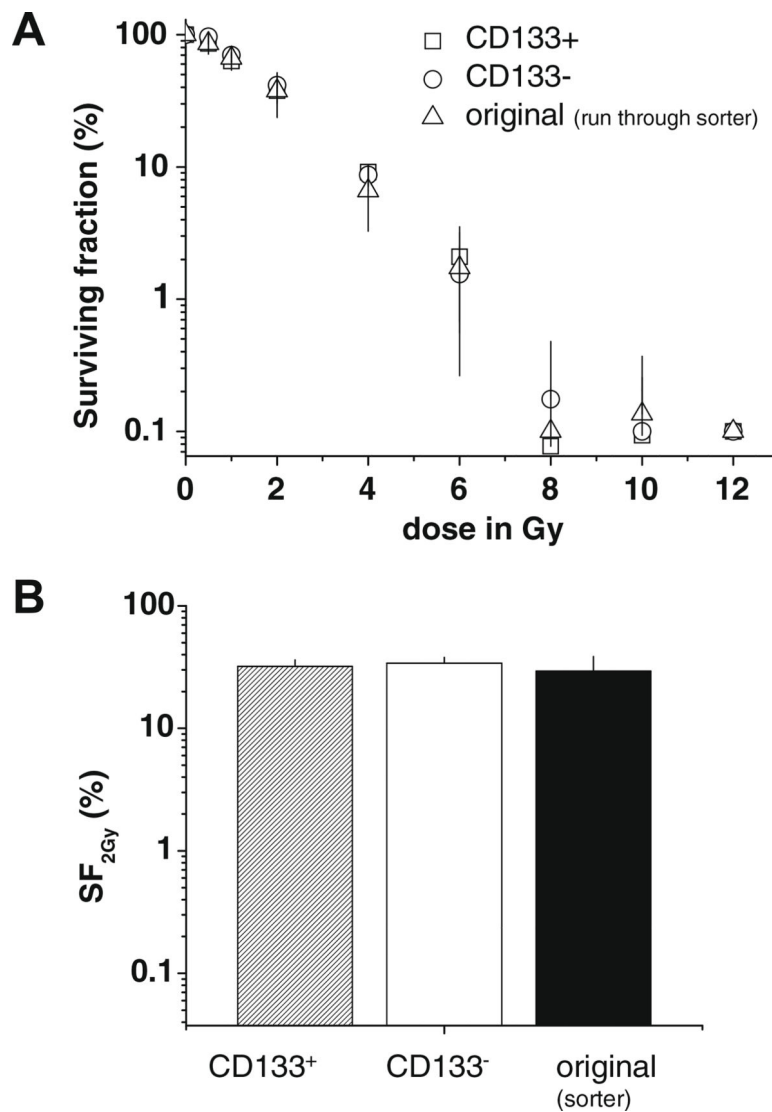 A
CD133+
CD133-
original (run through sorter)
Surviving fraction (%)
100
10
1
0.1
0 2 4 6 8 10 12
dose in Gy
B
SF2Gy (%)
100
10
1
0.1
CD133+ CD133- original
(sorter)